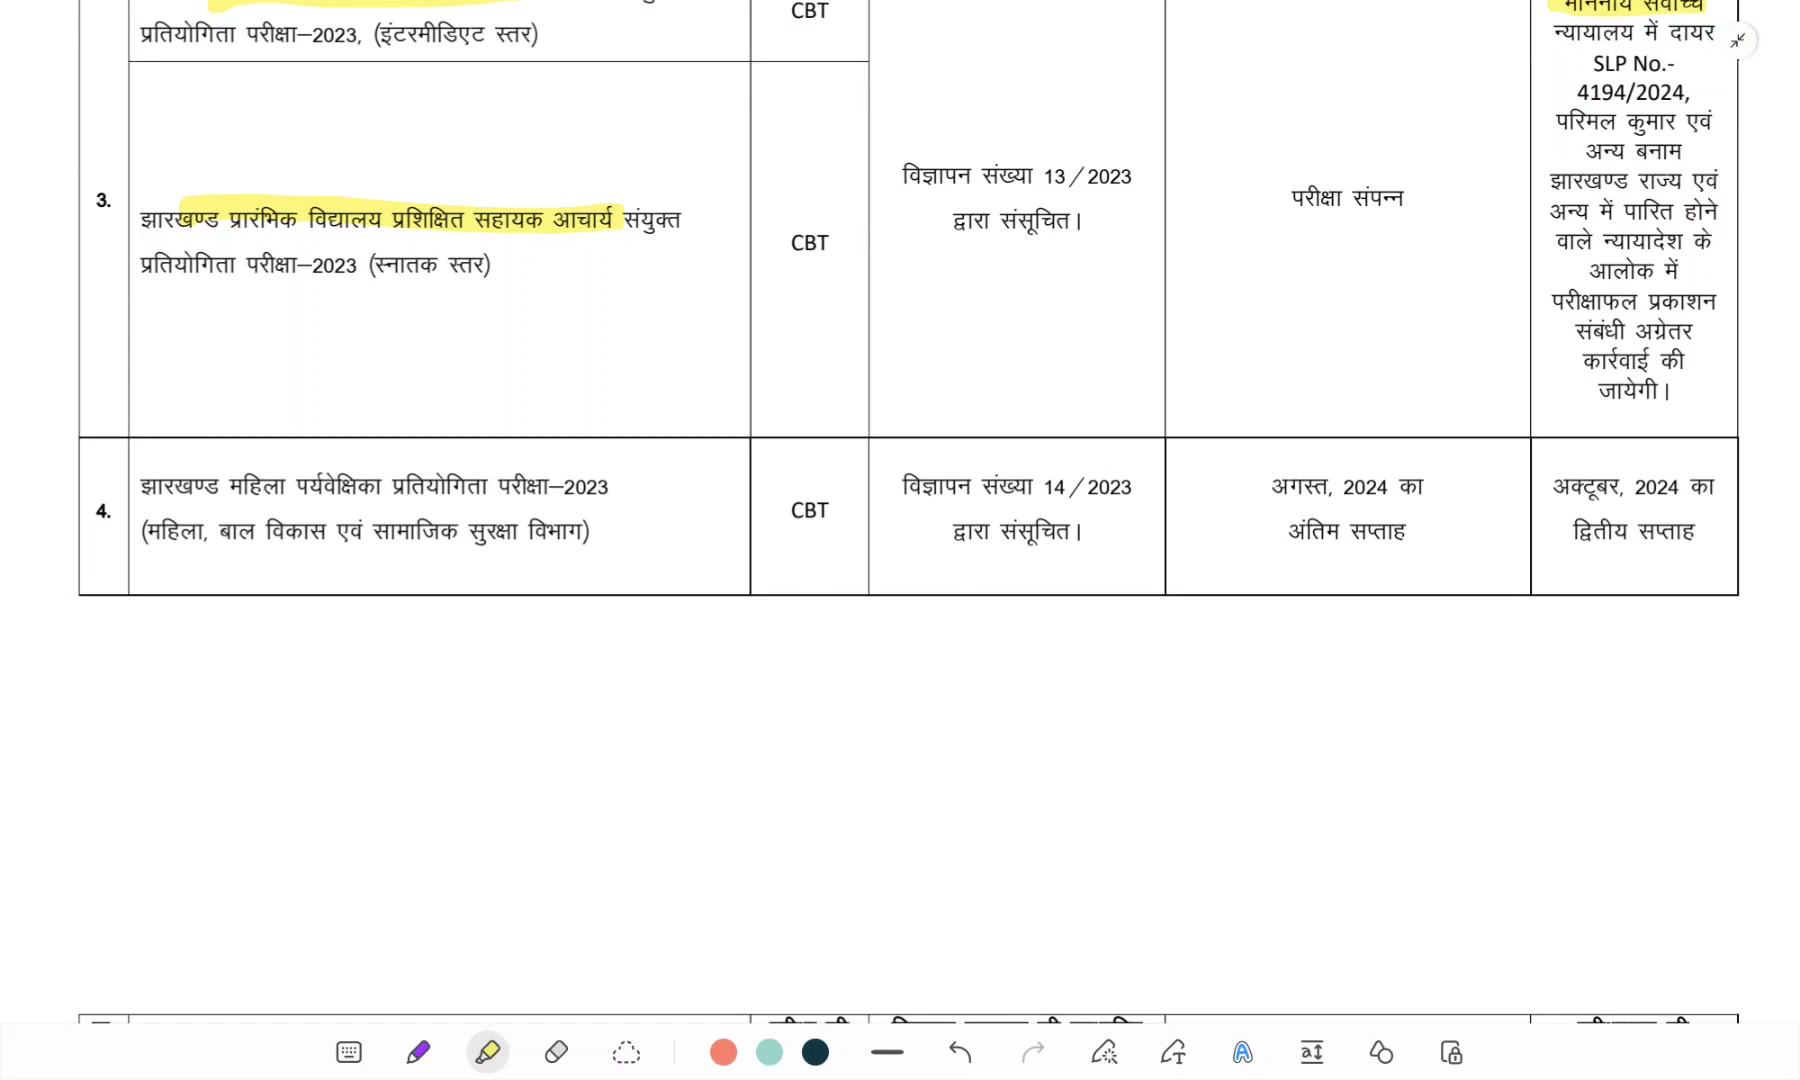 CBT
प्रतियोगिता परीक्षा–2023, (इंटरमीडिएट स्तर)
माननीय सर्वोच्च
न्यायालय में दायर
SLP No.-
4194/2024,
परिमल कुमार एवं
अन्य बनाम
झारखण्ड राज्य एवं
अन्य में पारित होने
वाले न्यायादेश के
आलोक में
परीक्षाफल प्रकाशन
संबंधी अग्रेतर
कार्रवाई की
जायेगी।
3.
झारखण्ड प्रारंभिक विद्यालय प्रशिक्षित सहायक आचार्य संयुक्त
प्रतियोगिता परीक्षा–2023 (स्नातक स्तर)
CBT
विज्ञापन संख्या 13/2023
द्वारा संसूचित।
परीक्षा संपन्न
4.
झारखण्ड महिला पर्यवेक्षिका प्रतियोगिता परीक्षा–2023
(महिला, बाल विकास एवं सामाजिक सुरक्षा विभाग)
CBT
विज्ञापन संख्या 14/2023
द्वारा संसूचित।
अगस्त, 2024 का
अंतिम सप्ताह
अक्टूबर, 2024 का
द्वितीय सप्ताह